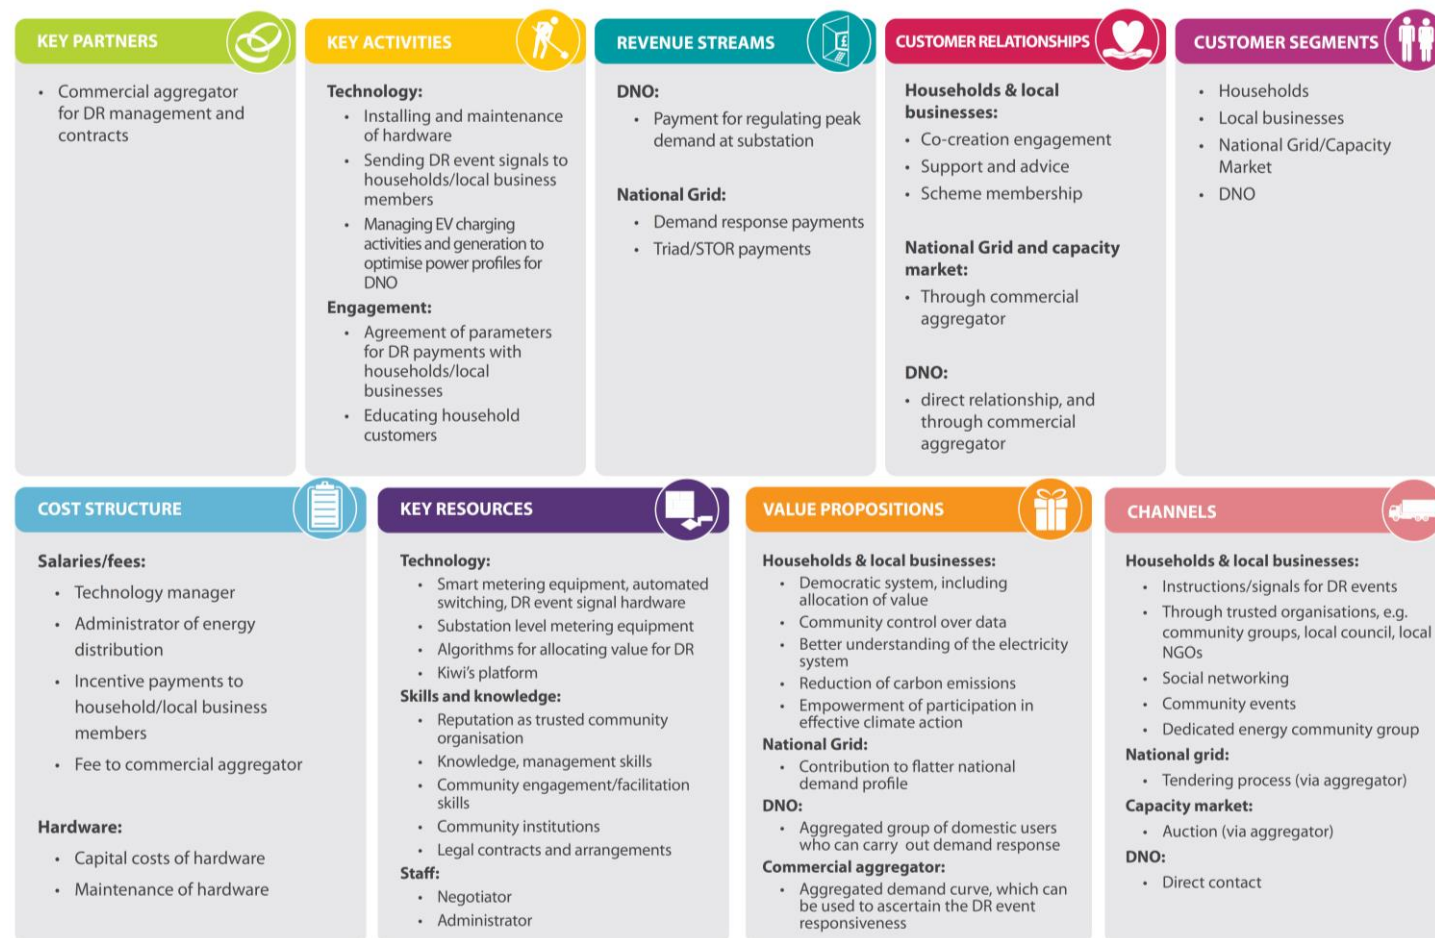 KEY PARTNERS
• Commercial aggregator
for DR management and
contracts
KEY ACTIVITIES
Technology:
• Installing and maintenance
of hardware
• Sending DR event signals to
households/local business
members
• Managing EV charging
activities and generation to
optimise power profiles for
DNO
Engagement:
• Agreement of parameters
for DR payments with
households/local
businesses
• Educating household
customers
REVENUE STREAMS
£
DNO:
• Payment for regulating peak
demand at substation
National Grid:
• Demand response payments
• Triad/STOR payments
CUSTOMER RELATIONSHIPS
Households & local
businesses:
• Co-creation engagement
• Support and advice
• Scheme membership
National Grid and capacity
market:
• Through commercial
aggregator
DNO:
• direct relationship, and
through commercial
aggregator
CUSTOMER SEGMENTS
• Households
• Local businesses
• National Grid/Capacity
Market
• DNO
COST STRUCTURE
Salaries/fees:
• Technology manager
• Administrator of energy
distribution
• Incentive payments to
household/local business
members
• Fee to commercial aggregator
Hardware:
• Capital costs of hardware
• Maintenance of hardware
KEY RESOURCES
Technology:
• Smart metering equipment, automated
switching, DR event signal hardware
• Substation level metering equipment
• Algorithms for allocating value for DR
• Kiwi's platform
Skills and knowledge:
• Reputation as trusted community
organisation
• Knowledge, management skills
• Community engagement/facilitation
skills
• Community institutions
• Legal contracts and arrangements
Staff:
• Negotiator
• Administrator
VALUE PROPOSITIONS
Households & local businesses:
• Democratic system, including
allocation of value
• Community control over data
• Better understanding of the electricity
system
• Reduction of carbon emissions
• Empowerment of participation in
effective climate action
National Grid:
• Contribution to flatter national
demand profile
DNO:
• Aggregated group of domestic users
who can carry out demand response
Commercial aggregator:
• Aggregated demand curve, which can
be used to ascertain the DR event
responsiveness
CHANNELS
Households & local businesses:
• Instructions/signals for DR events
• Through trusted organisations, e.g.
community groups, local council, local
NGOs
• Social networking
• Community events
• Dedicated energy community group
National grid:
• Tendering process (via aggregator)
Capacity market:
• Auction (via aggregator)
DNO:
• Direct contact